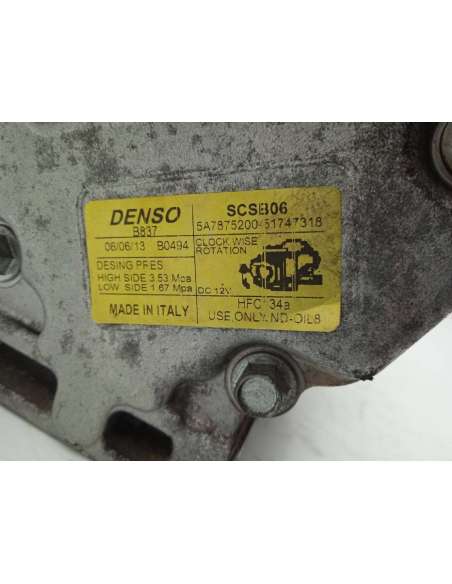 DENSO
B837
06/06/13 B0494
DESING PRES
HIGH SIDE 3.53 Mpa
LOW SIDE 1.67 Mpa
MADE IN ITALY
SCSB06
5A7875200 51747318
CLOCK WISE
ROTATION
DC 12V
HFC 134a
USE ONLY ND-OIL8